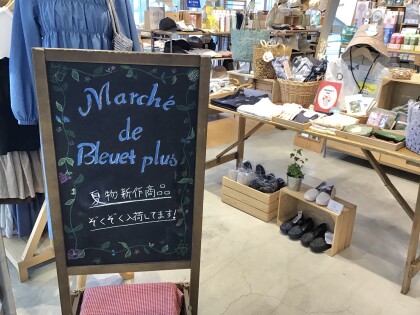 Marché
de
Bleuet plus
夏物新作商品
ぞくぞく入荷してます!